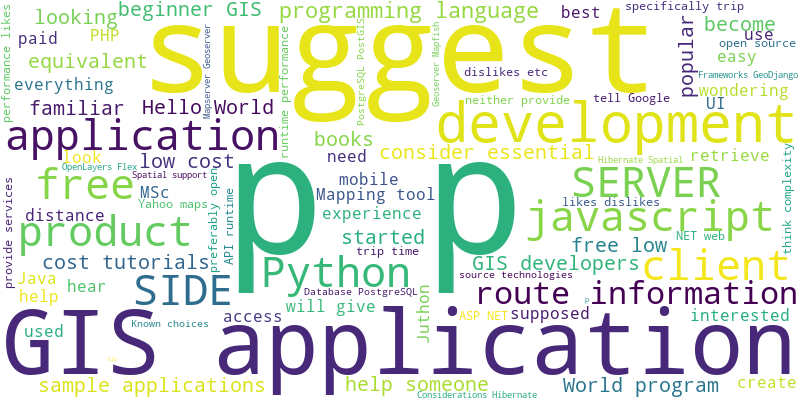 specifically trip
performance likes
looking
beginner GIS
programming language
best
become
paid
PHP
suggest
popular
use
open source
equivalent
Mapserver Geoserver
runtime performance
PostgreSQL PostGIS
Geoserver Mapfish
dislikes etc
easy
Frameworks GeoDjango
everything
neither provide
tell Google
wondering
familiar
Hello World
development
UI
application
books
consider essential
retrieve
look
low cost
need
Hibernate Spatial
think complexity
OpenLayers Flex
Spatial support
free
MSc
p p
mobile
Mapping tool
SERVER
Yahoo maps
preferably open
API runtime
likes dislikes
distance
experience
javascript
provide services
product
started
free low
NET web
trip time
cost tutorials
Python
GIS developers
client
Java
hear
source technologies
help
SIDE
Database PostgreSQL
route information
will give
used
Known choices
access
Juthon
ASP NET
supposed
interested
GIS application
sample applications
help someone
World program
create
Considerations Hibernate